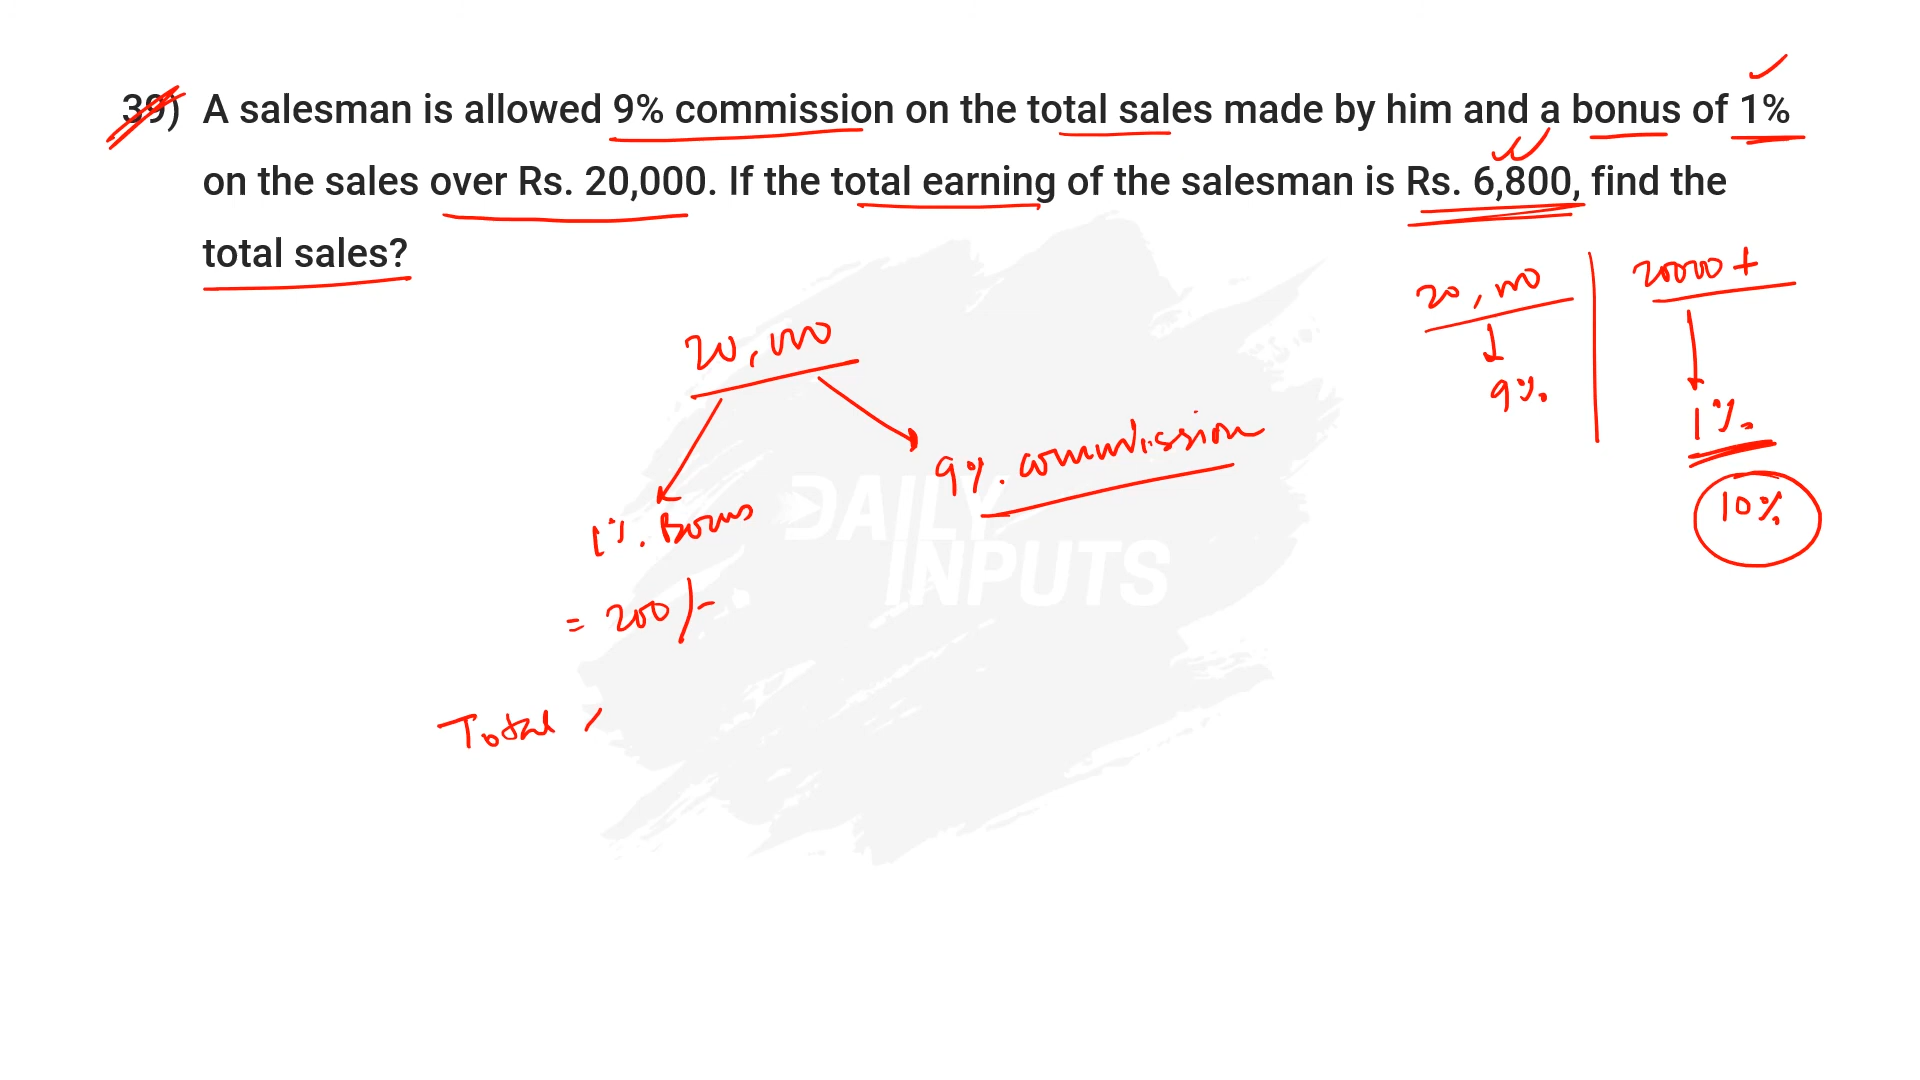 39) A salesman is allowed 9% commission on the total sales made by him and a bonus of 1%
on the sales over Rs. 20,000. If the total earning of the salesman is Rs. 6,800, find the
total sales?
20,000
20000 +
20,000
9%
1%.
9%. commission
10%
1%. Bonus
DAILY
INPUTS
= 200/-
Total